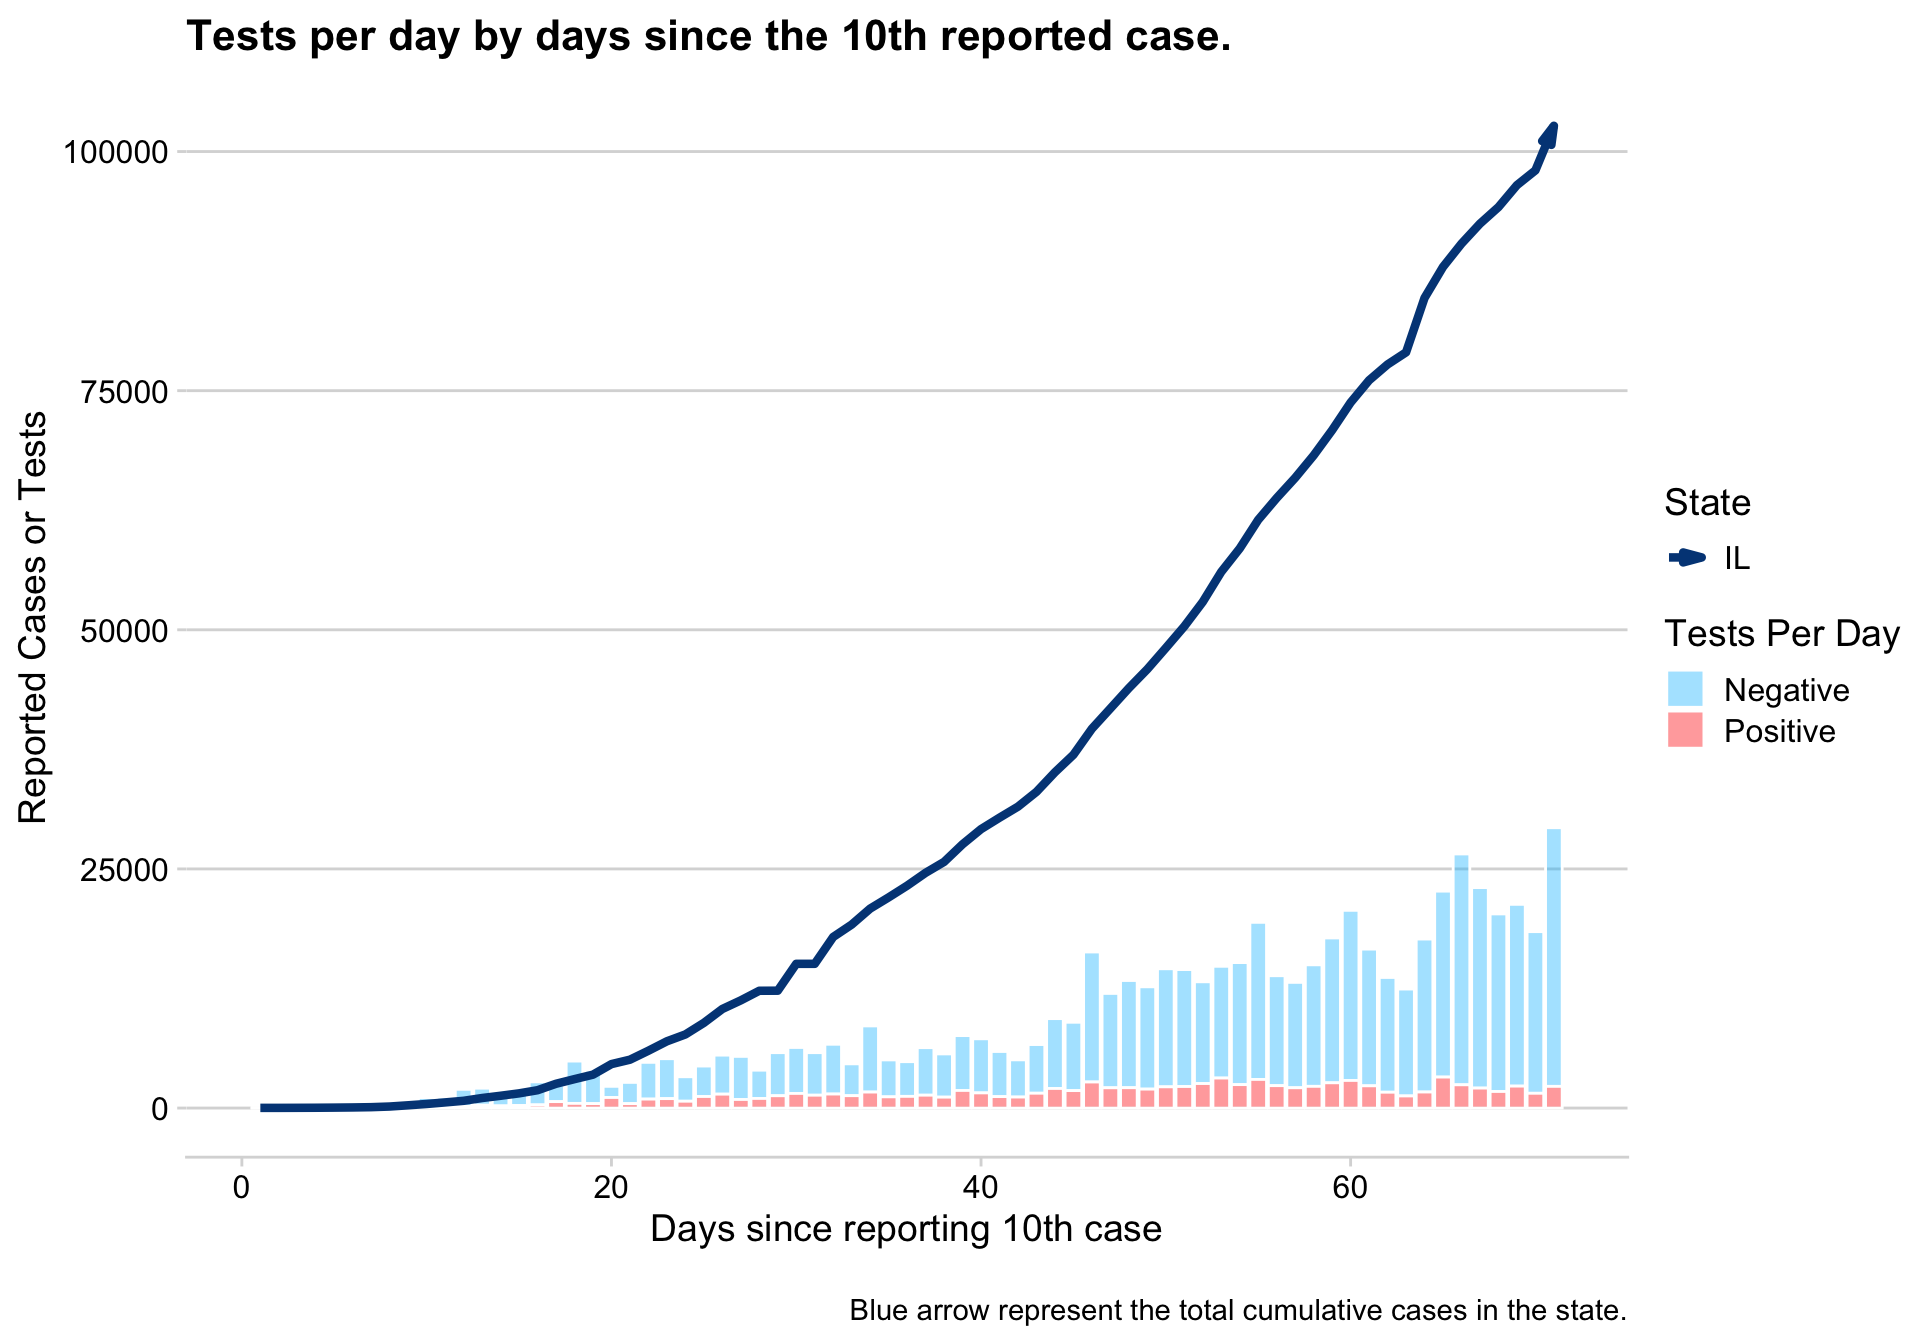 Tests per day by days since the 10th reported case.
Reported Cases or Tests
100000
75000
50000
25000
0
0
20
40
60
Days since reporting 10th case
State
IL
Tests Per Day
Negative
Positive
Blue arrow represent the total cumulative cases in the state.